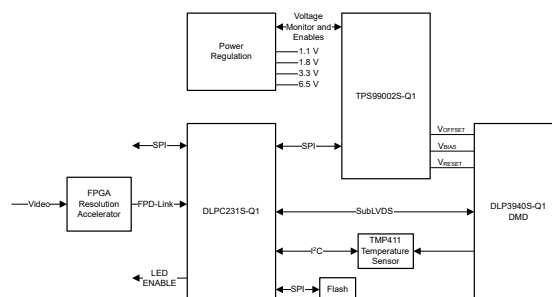 Voltage
Monitor and
Enables
Power
Regulation
1.1 V
1.8 V
3.3 V
6.5 V
TPS99002S-Q1
VOFFSET
VBIAS
VRESET
SPI
SPI
FPGA
Resolution
Accelerator
Video
FPD-Link
DLPC231S-Q1
SubLVDS
DLP3940S-Q1
DMD
I²C
TMP411
Temperature
Sensor
LED
ENABLE
SPI
Flash